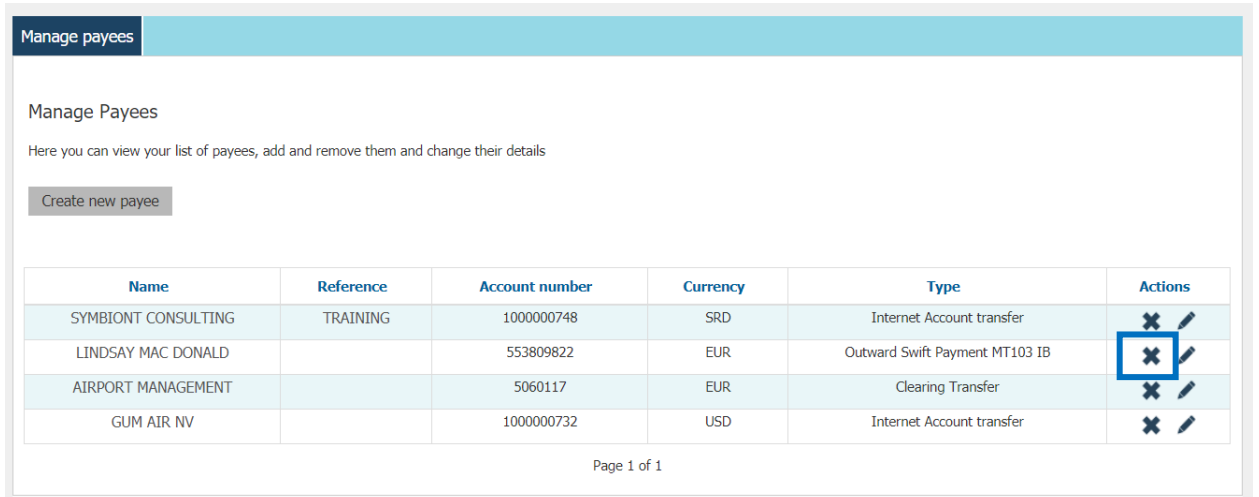 Manage payees
Manage Payees
Here you can view your list of payees, add and remove them and change their details
Create new payee
Name Reference Account number Currency Type Actions
SYMBIONT CONSULTING TRAINING 1000000748 SRD Internet Account transfer
LINDSAY MAC DONALD 553809822 EUR Outward Swift Payment MT103 IB
AIRPORT MANAGEMENT 5060117 EUR Clearing Transfer
GUM AIR NV 1000000732 USD Internet Account transfer
Page 1 of 1